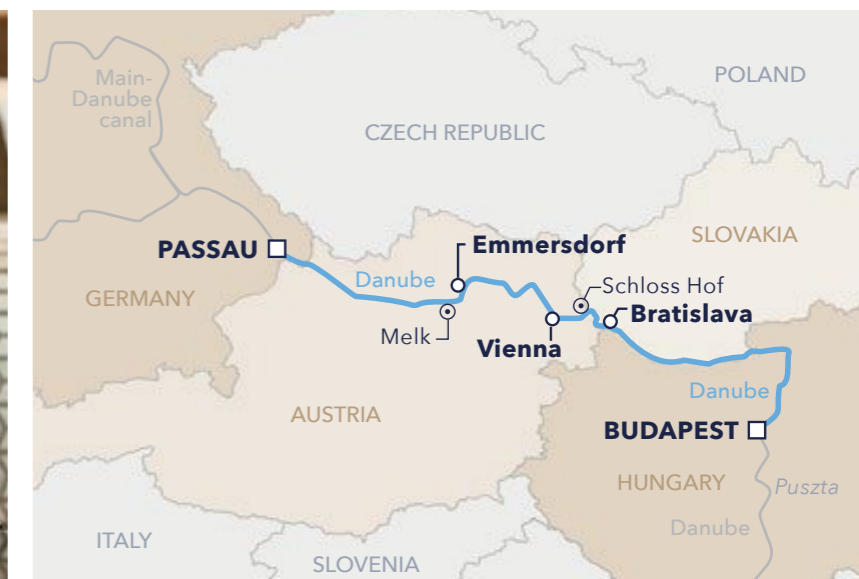 Main-
Danube
canal
POLAND
CZECH REPUBLIC
SLOVAKIA
PASSAU
Emmersdorf
Danube
GERMANY
Schloss Hof
Bratislava
Melk
Vienna
Danube
AUSTRIA
BUDAPEST
HUNGARY
Puszta
Danube
ITALY
SLOVENIA